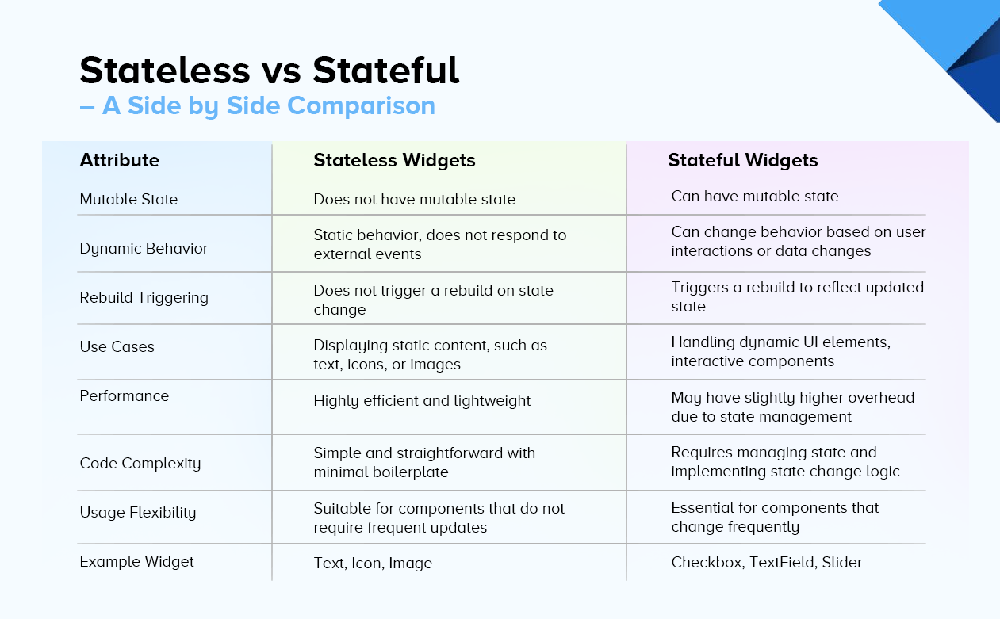 Stateless vs Stateful
– A Side by Side Comparison
Attribute
Stateless Widgets
Stateful Widgets
Mutable State
Does not have mutable state
Can have mutable state
Dynamic Behavior
Static behavior, does not respond to
external events
Can change behavior based on user
interactions or data changes
Rebuild Triggering
Does not trigger a rebuild on state
change
Triggers a rebuild to reflect updated
state
Use Cases
Displaying static content, such as
text, icons, or images
Handling dynamic UI elements,
interactive components
Performance
Highly efficient and lightweight
May have slightly higher overhead
due to state management
Code Complexity
Simple and straightforward with
minimal boilerplate
Requires managing state and
implementing state change logic
Usage Flexibility
Suitable for components that do not
require frequent updates
Essential for components that
change frequently
Example Widget
Text, Icon, Image
Checkbox, TextField, Slider